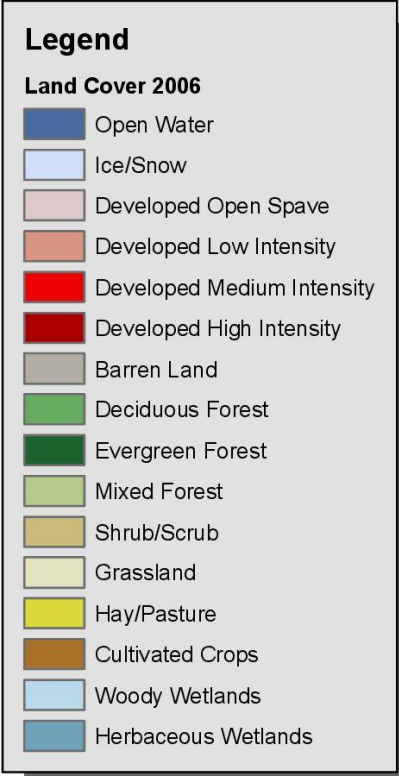 Legend
Land Cover 2006
Open Water
Ice/Snow
Developed Open Spave
Developed Low Intensity
Developed Medium Intensity
Developed High Intensity
Barren Land
Deciduous Forest
Evergreen Forest
Mixed Forest
Shrub/Scrub
Grassland
Hay/Pasture
Cultivated Crops
Woody Wetlands
Herbaceous Wetlands